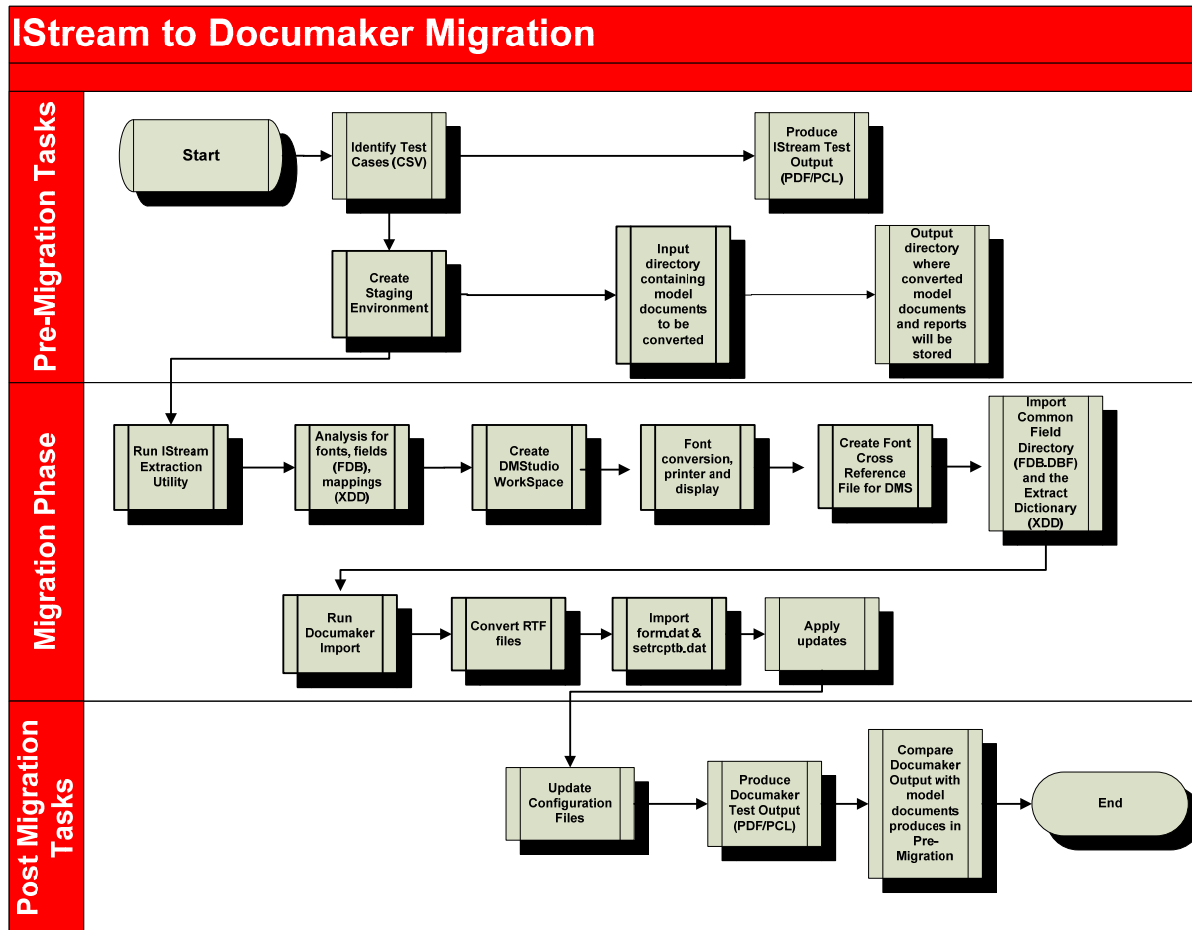 IStream to Documaker Migration
Pre-Migration Tasks
Start
Identify Test
Cases (CSV)
Produce
IStream Test
Output
(PDF/PCL)
Create
Staging
Environment
Input
directory
containing
model
documents
to be
converted
Output
directory
where
converted
model
documents
and reports
will be
stored
Migration Phase
Run IStream
Extraction
Utility
Analysis for
fonts, fields
(FDB),
mappings
(XDD)
Create
DMStudio
WorkSpace
Font
conversion,
printer and
display
Create Font
Cross
Reference
File for DMS
Import
Common
Field
Directory
(FDB.DBF)
and the
Extract
Dictionary
(XDD)
Run
Documaker
Import
Convert RTF
files
Import
form.dat &
setrcptb.dat
Apply
updates
Post Migration
Tasks
Update
Configuration
Files
Produce
Documaker
Test Output
(PDF/PCL)
Compare
Documaker
Output with
model
documents
produces in
Pre-
Migration
End